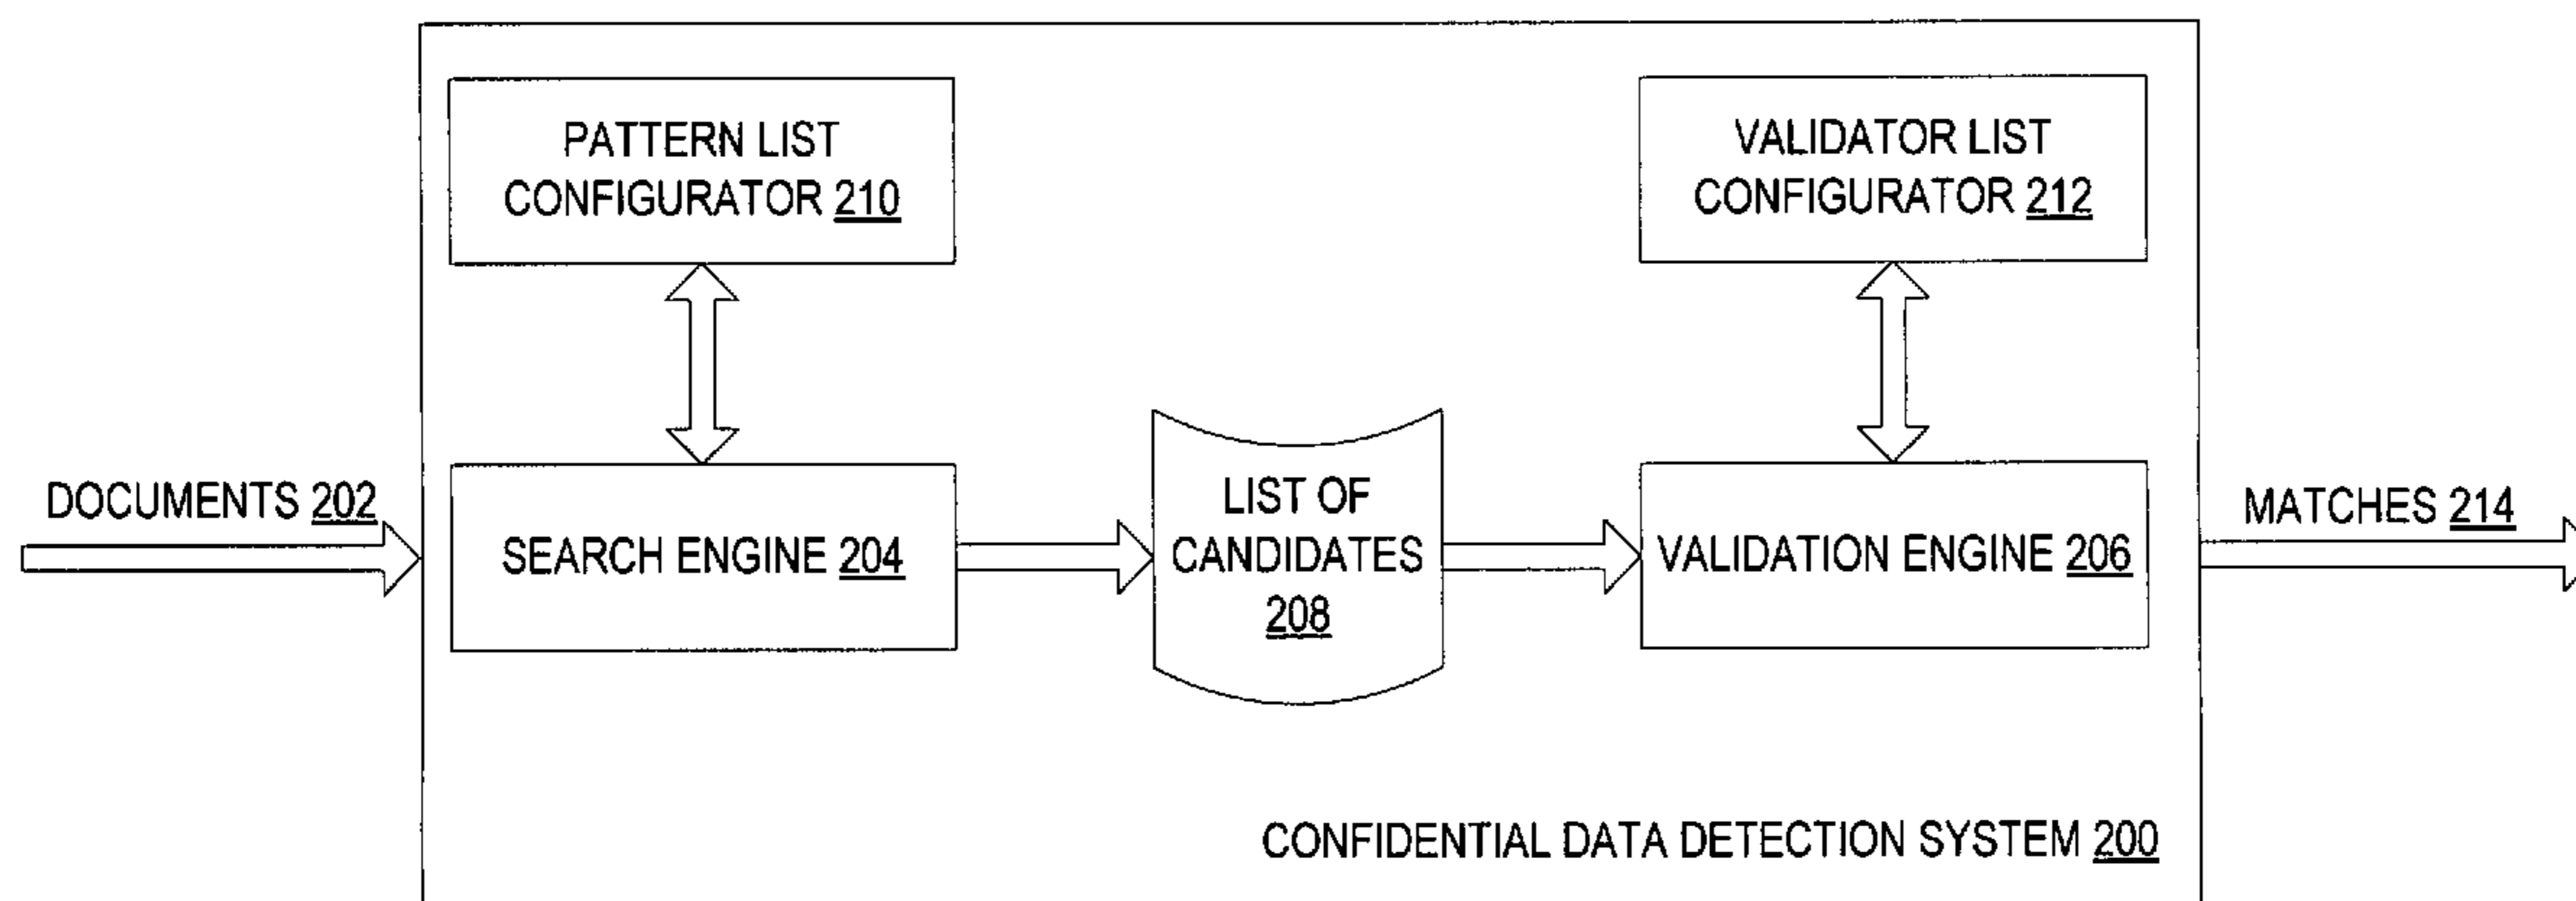 PATTERN LIST
CONFIGURATOR 210
VALIDATOR LIST
CONFIGURATOR 212
DOCUMENTS 202
SEARCH ENGINE 204
LIST OF
CANDIDATES
208
VALIDATION ENGINE 206
MATCHES 214
CONFIDENTIAL DATA DETECTION SYSTEM 200